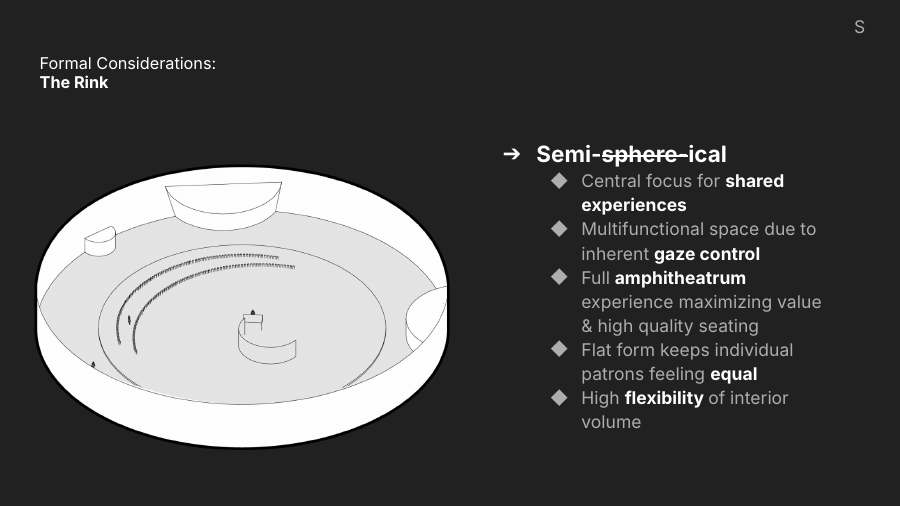 S
Formal Considerations:
The Rink
➔ Semi-sphere-ical
◆ Central focus for shared
experiences
◆ Multifunctional space due to
inherent gaze control
◆ Full amphitheatrum
experience maximizing value
& high quality seating
◆ Flat form keeps individual
patrons feeling equal
◆ High flexibility of interior
volume